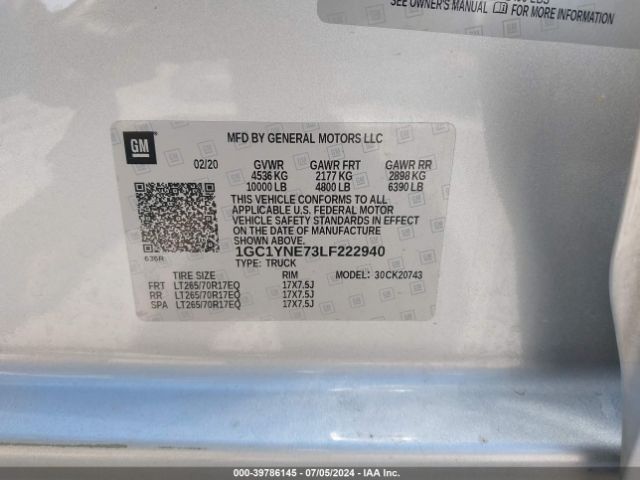 SEE OWNER'S MANUAL FOR MORE INFORMATION
GM
MFD BY GENERAL MOTORS LLC
02/20 GVWR GAWR FRT GAWR RR
4536 KG 2177 KG 2898 KG
10000 LB 4800 LB 6390 LB
THIS VEHICLE CONFORMS TO ALL
APPLICABLE U.S. FEDERAL MOTOR
VEHICLE SAFETY STANDARDS IN EFFECT
ON THE DATE OF MANUFACTURE
SHOWN ABOVE.
1GC1YNE73LF222940
636R TYPE: TRUCK
TIRE SIZE RIM MODEL: 30CK20743
FRT LT265/70R17EQ 17X7.5J
RR LT265/70R17EQ 17X7.5J
SPA LT265/70R17EQ 17X7.5J
000-39786145 - 07/05/2024 - IAA Inc.